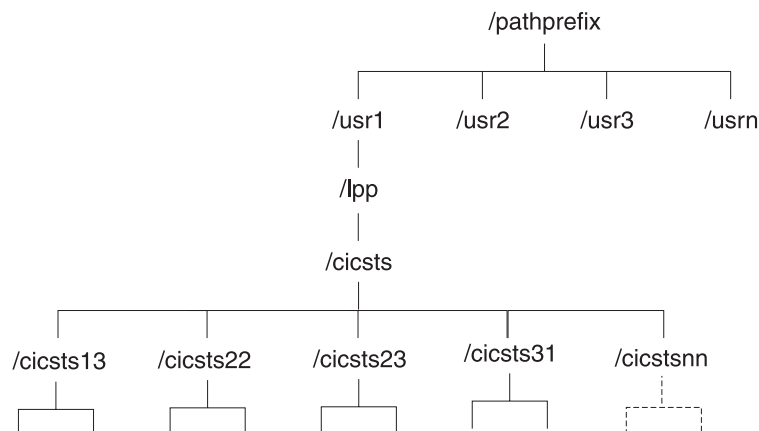 /pathprefix
/usr1 /usr2 /usr3 /usrn
/lpp
/cicsts
/cicsts13 /cicsts22 /cicsts23 /cicsts31 /cicstsnn